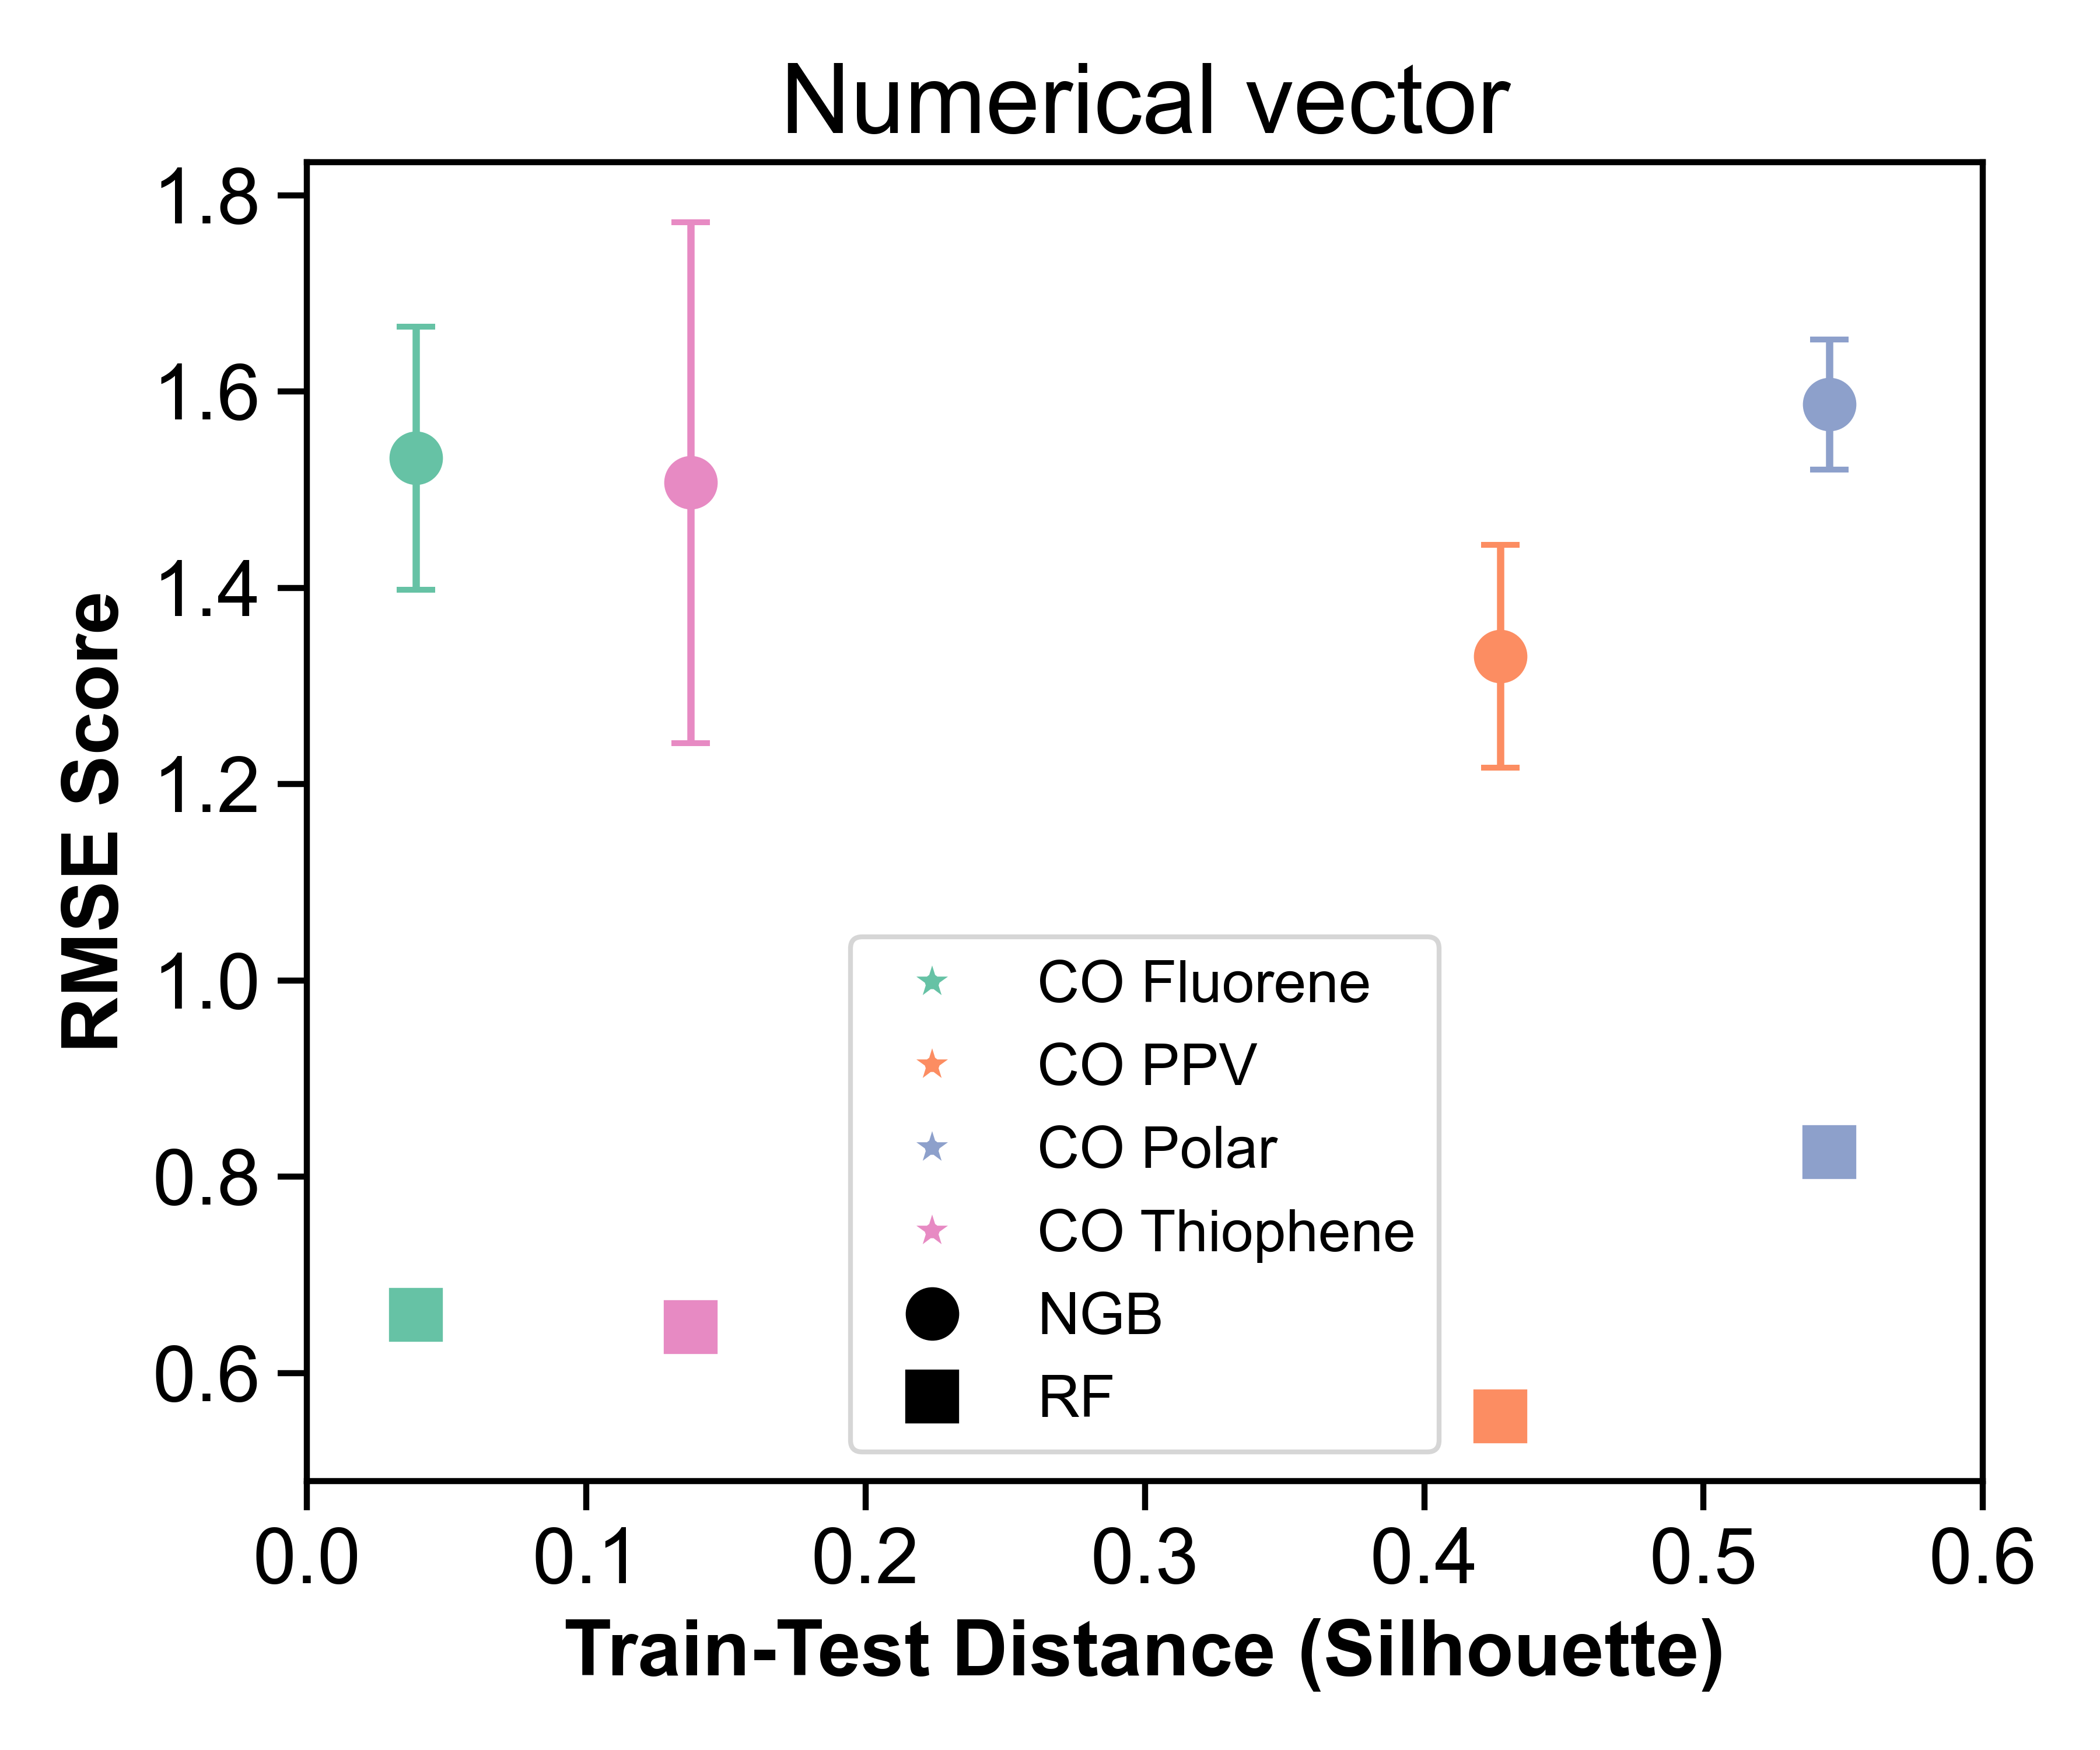 Numerical vector
1.8
1.6
1.4
1.2
1.0
0.8
0.6
RMSE Score
CO Fluorene
CO PPV
CO Polar
CO Thiophene
NGB
RF
0.0 0.1 0.2 0.3 0.4 0.5 0.6
Train-Test Distance (Silhouette)